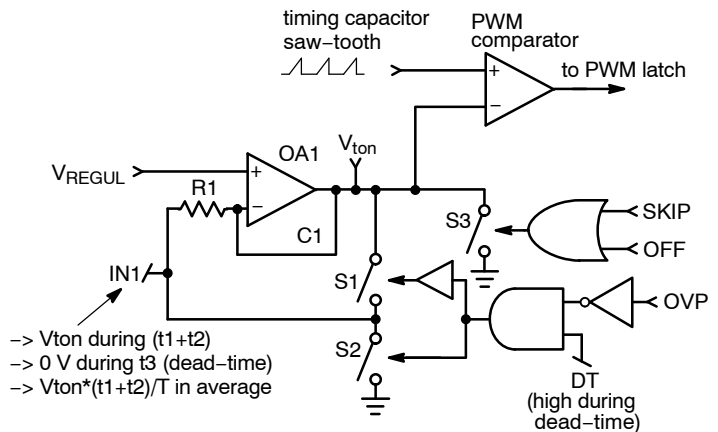 timing capacitor
saw−tooth
PWM
comparator
+
−
to PWM latch
Vton
OA1
VREGUL
+
−
R1
C1
S3
SKIP
OFF
IN1
S1
S2
OVP
DT
(high during
dead−time)
−> Vton during (t1+t2)
−> 0 V during t3 (dead−time)
−> Vton*(t1+t2)/T in average